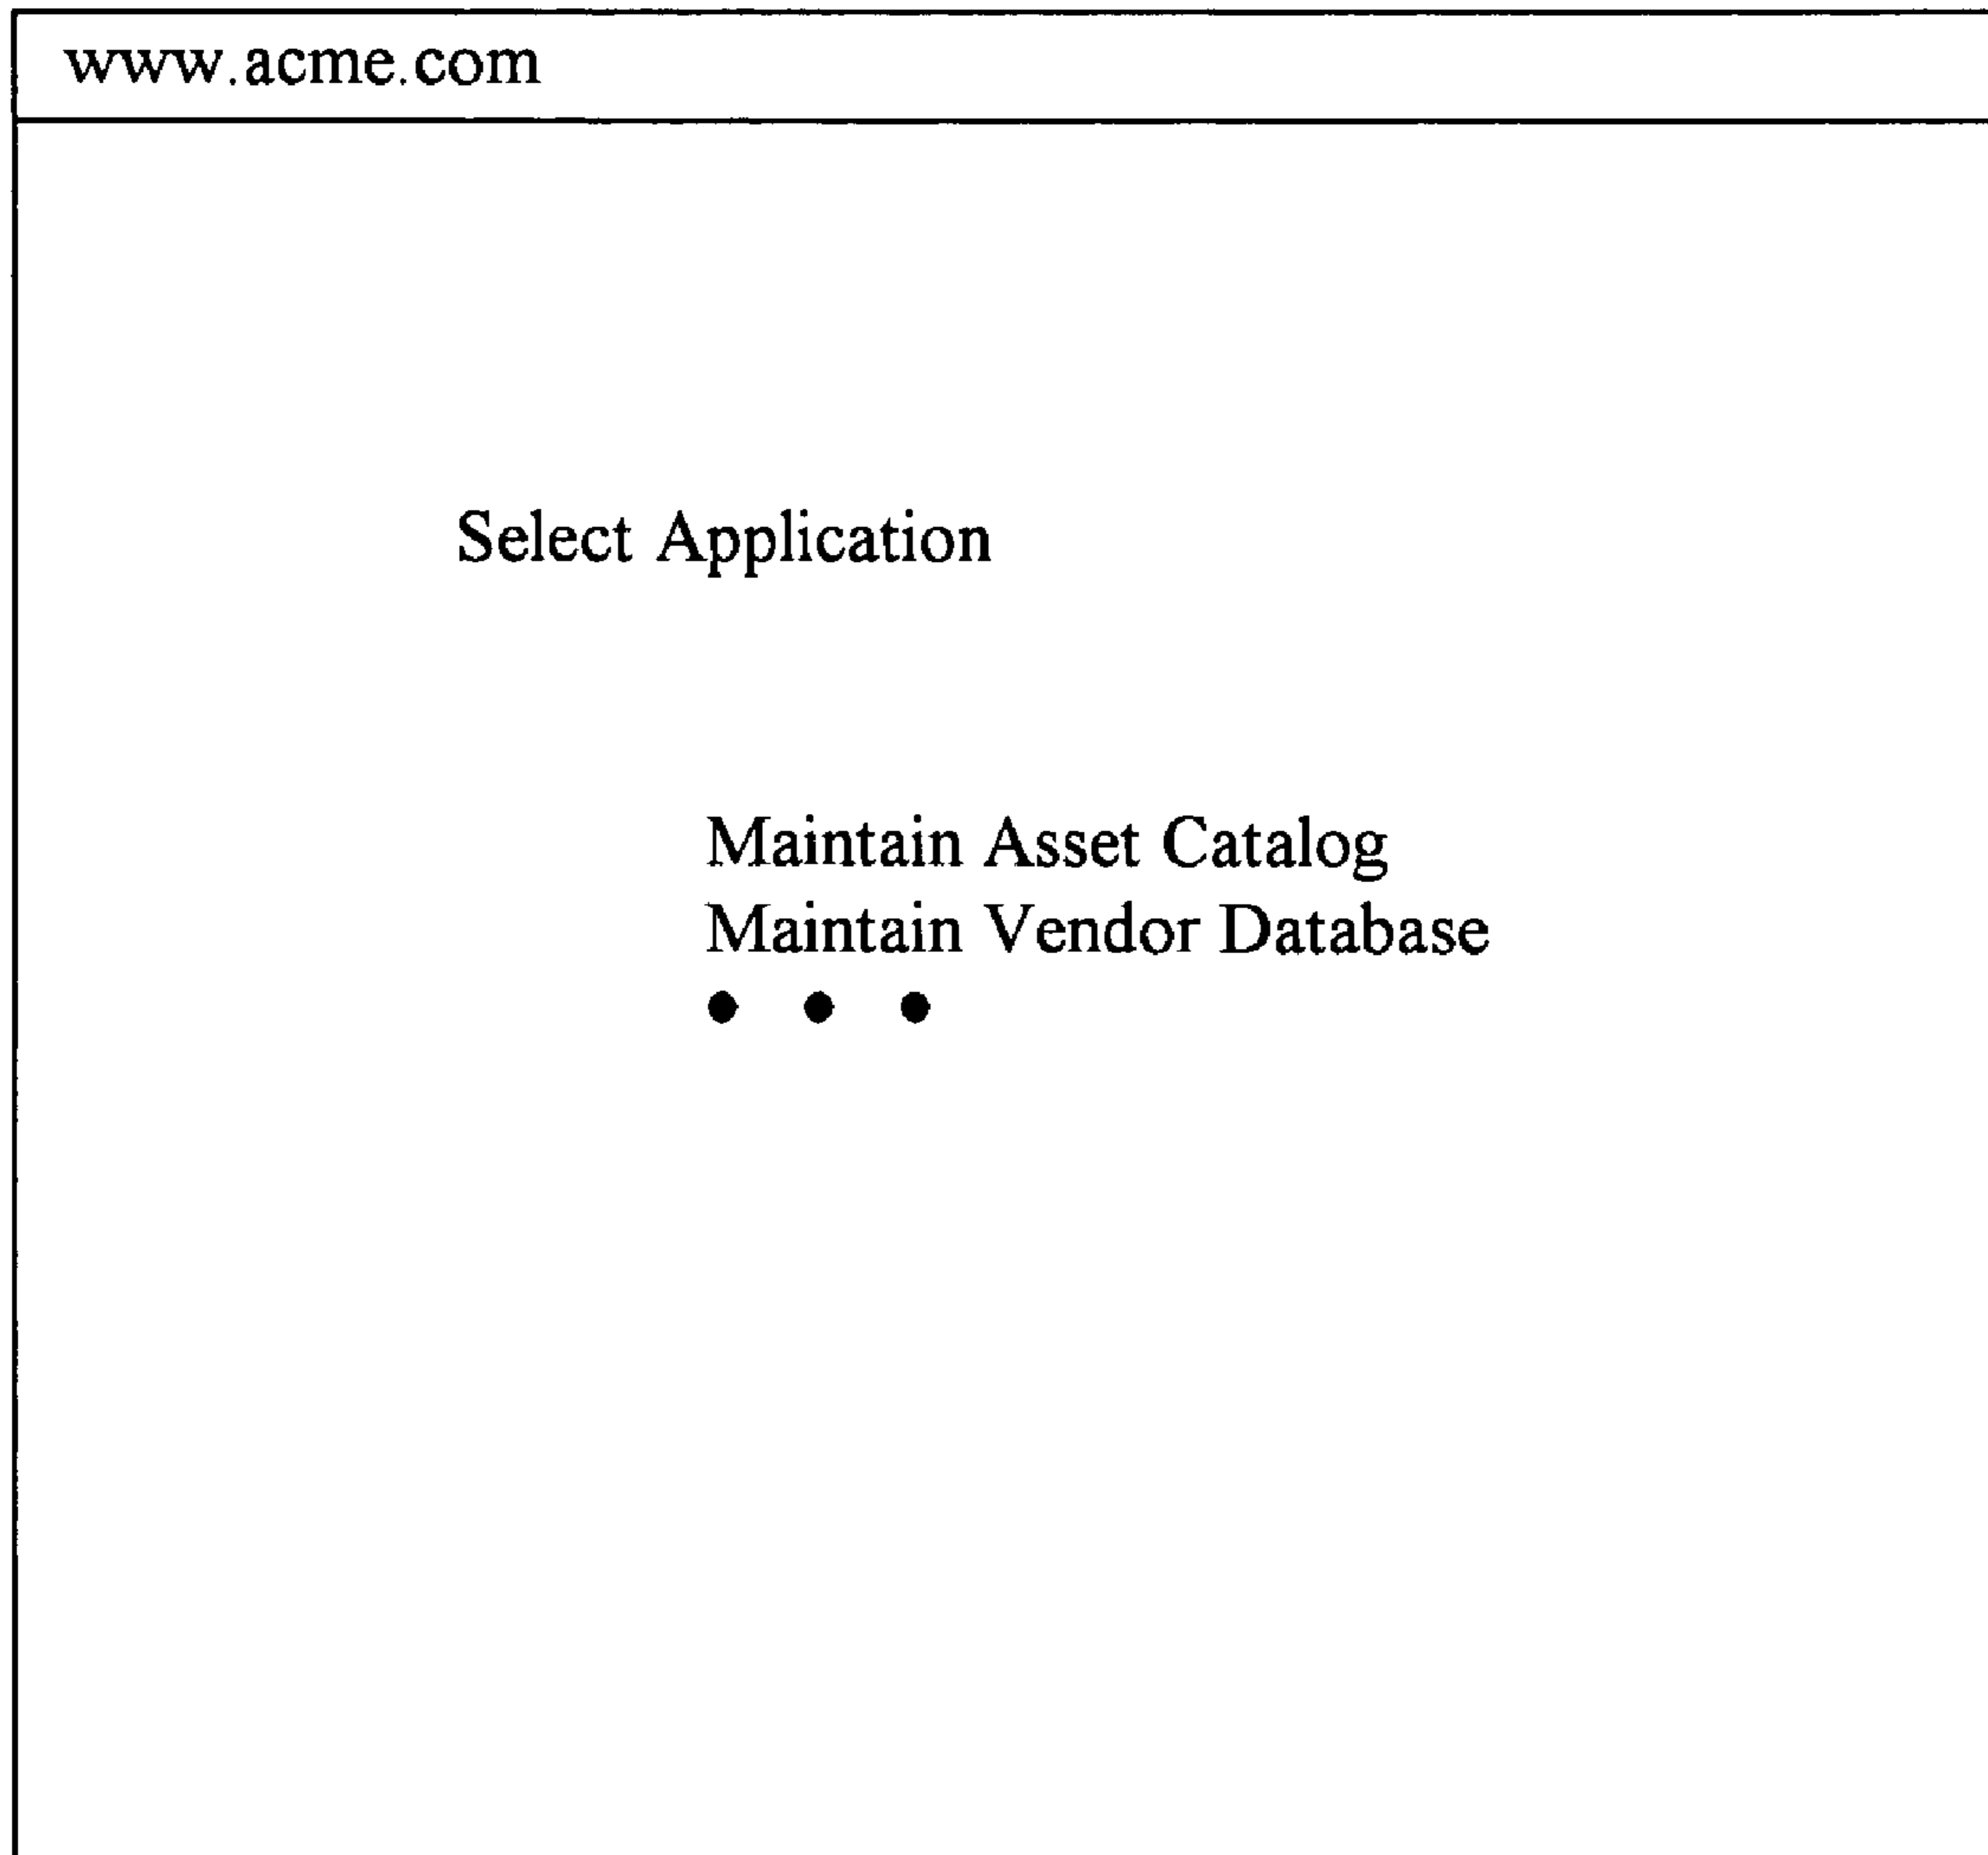 www.acme.com
Select Application
Maintain Asset Catalog
Maintain Vendor Database
● ● ●